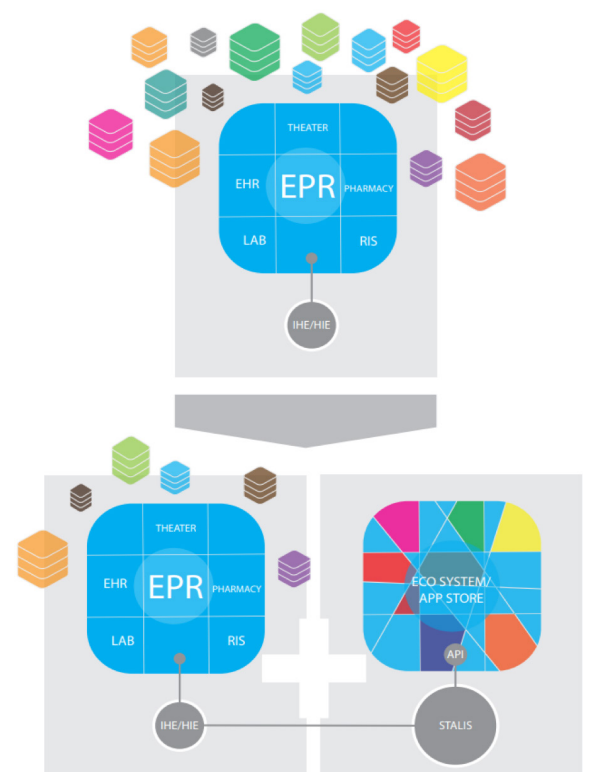 THEATER
EHR
EPR
PHARMACY
LAB
RIS
IHE/HIE
THEATER
EHR
EPR
PHARMACY
LAB
RIS
IHE/HIE
ECO SYSTEM/
APP STORE
API
STALIS